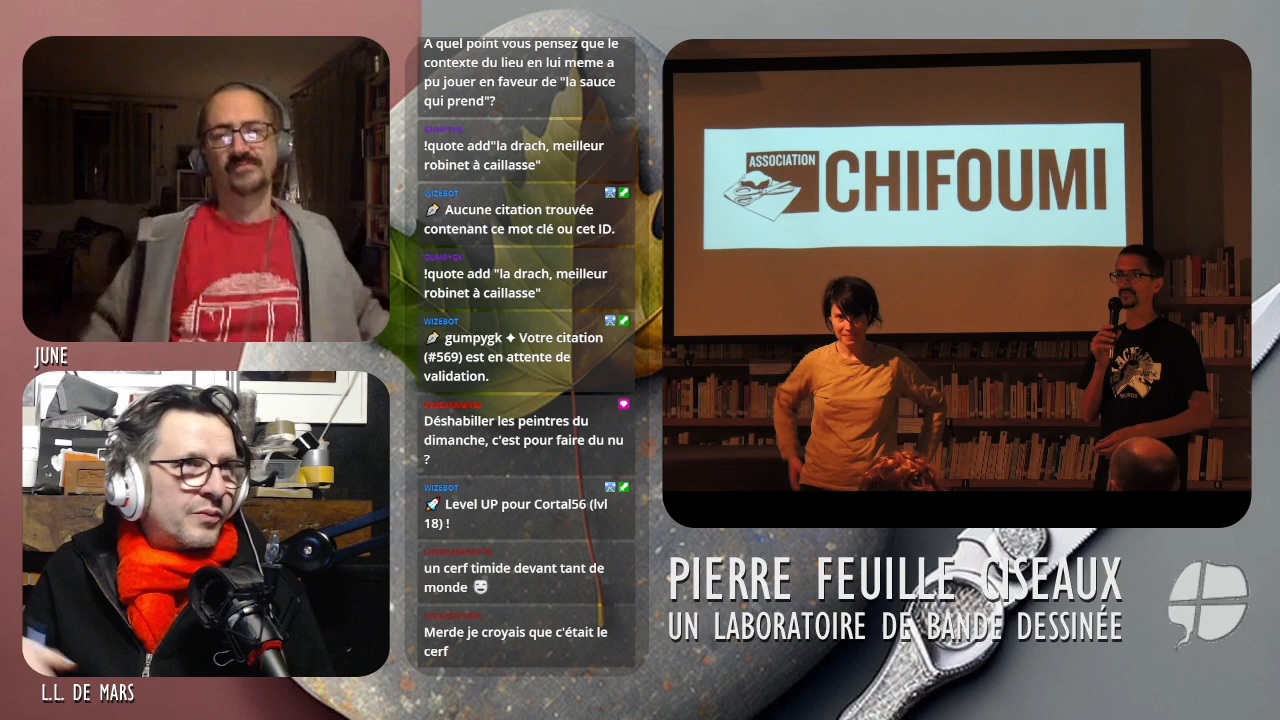 JUNE
L.L. DE MARS
A quel point vous pensez que le
contexte du lieu en lui meme a
pu jouer en faveur de "la sauce
qui prend"?
GUMPYGK
!quote add"la drach, meilleur
robinet à caillasse"
WIZEBOT
Aucune citation trouvée
contenant ce mot clé ou cet ID.
GUMPYGK
!quote add "la drach, meilleur
robinet à caillasse"
WIZEBOT
gumpygk ✦ Votre citation
(#569) est en attente de
validation.
Déshabiller les peintres du
dimanche, c'est pour faire du nu
?
WIZEBOT
Level UP pour Cortal56 (lvl
18) !
un cerf timide devant tant de
monde
Merde je croyais que c'était le
cerf
ASSOCIATION
CHIFOUMI
PIERRE FEUILLE CISEAUX
UN LABORATOIRE DE BANDE DESSINÉE